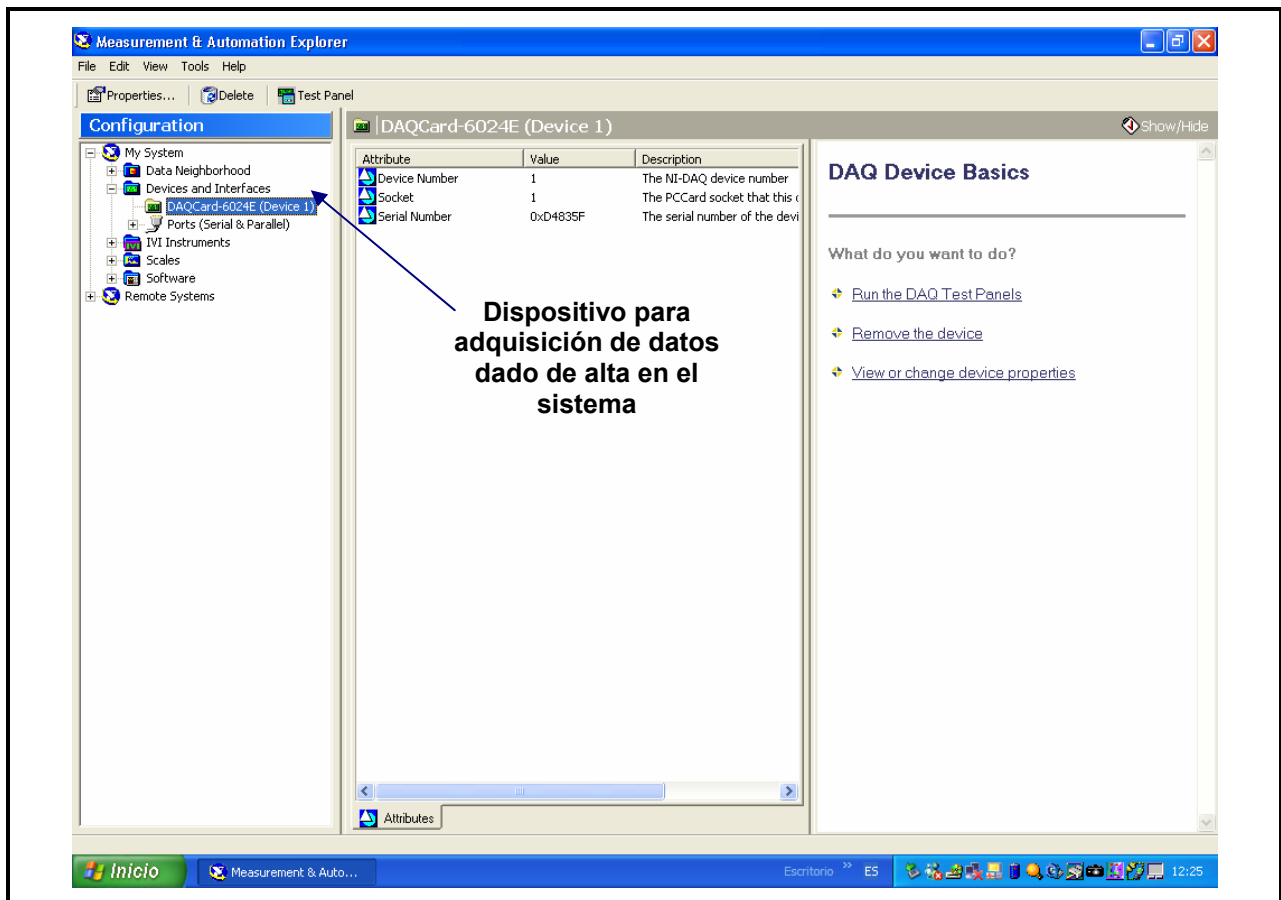 Measurement & Automation Explorer
File Edit View Tools Help
Properties... Delete Test Panel
Configuration
My System
Data Neighborhood
Devices and Interfaces
DAQCard-6024E (Device 1)
Ports (Serial & Parallel)
IVI Instruments
Scales
Software
Remote Systems
DAQCard-6024E (Device 1)
Show/Hide
Attribute Value Description
Device Number 1 The NI-DAQ device number
Socket 1 The PCCard socket that this
Serial Number 0xD4835F The serial number of the devi
Dispositivo para
adquisición de datos
dado de alta en el
sistema
Attributes
DAQ Device Basics
What do you want to do?
Run the DAQ Test Panels
Remove the device
View or change device properties
Inicio
Measurement & Auto...
Escritorio » ES
12:25